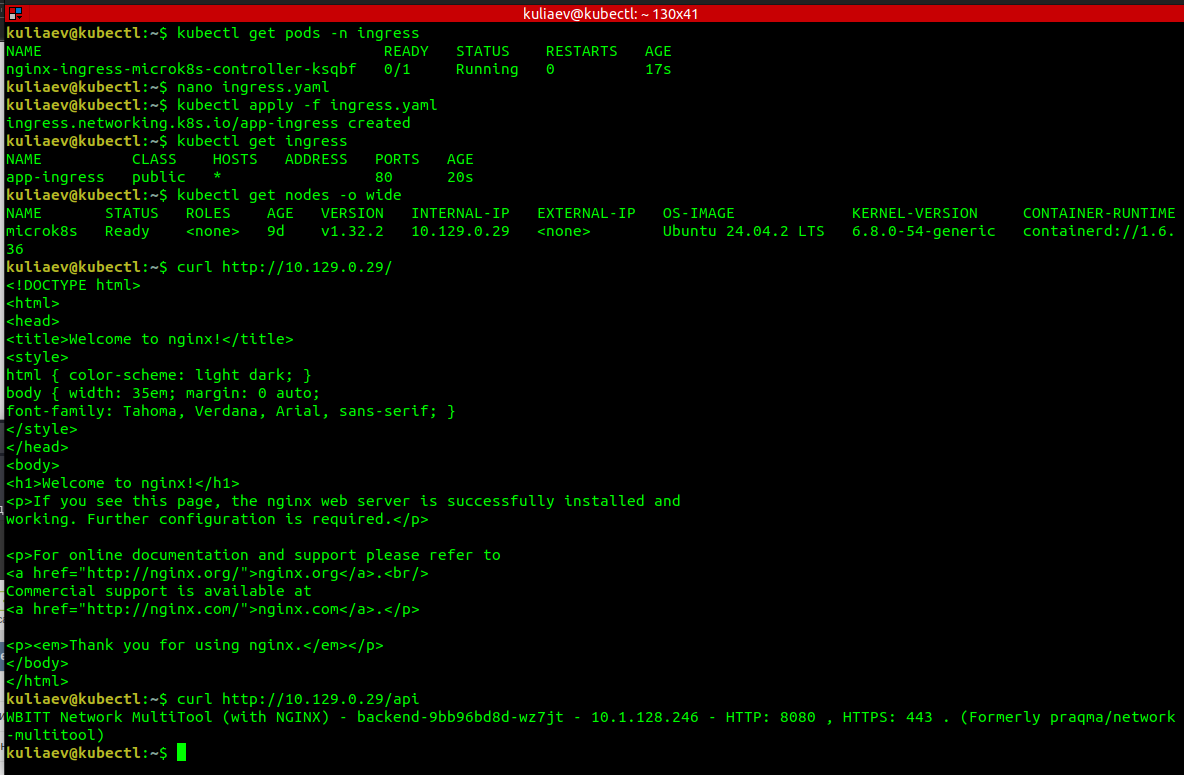 kuliaev@kubectl: ~ 130x41
kuliaev@kubectl:~$ kubectl get pods -n ingress
NAME                                      READY   STATUS    RESTARTS   AGE
nginx-ingress-microk8s-controller-ksqbf   0/1     Running   0          17s
kuliaev@kubectl:~$ nano ingress.yaml
kuliaev@kubectl:~$ kubectl apply -f ingress.yaml
ingress.networking.k8s.io/app-ingress created
kuliaev@kubectl:~$ kubectl get ingress
NAME          CLASS    HOSTS   ADDRESS   PORTS   AGE
app-ingress   public   *                 80      20s
kuliaev@kubectl:~$ kubectl get nodes -o wide
NAME       STATUS   ROLES    AGE   VERSION   INTERNAL-IP   EXTERNAL-IP   OS-IMAGE             KERNEL-VERSION     CONTAINER-RUNTIME
microk8s   Ready    <none>   9d    v1.32.2   10.129.0.29   <none>        Ubuntu 24.04.2 LTS   6.8.0-54-generic   containerd://1.6.
36
kuliaev@kubectl:~$ curl http://10.129.0.29/
<!DOCTYPE html>
<html>
<head>
<title>Welcome to nginx!</title>
<style>
html { color-scheme: light dark; }
body { width: 35em; margin: 0 auto;
font-family: Tahoma, Verdana, Arial, sans-serif; }
</style>
</head>
<body>
<h1>Welcome to nginx!</h1>
<p>If you see this page, the nginx web server is successfully installed and
working. Further configuration is required.</p>

<p>For online documentation and support please refer to
<a href="http://nginx.org/">nginx.org</a>.<br/>
Commercial support is available at
<a href="http://nginx.com/">nginx.com</a>.</p>

<p><em>Thank you for using nginx.</em></p>
</body>
</html>
kuliaev@kubectl:~$ curl http://10.129.0.29/api
WBITT Network MultiTool (with NGINX) - backend-9bb96bd8d-wz7jt - 10.1.128.246 - HTTP: 8080 , HTTPS: 443 . (Formerly praqma/network
-multitool)
kuliaev@kubectl:~$